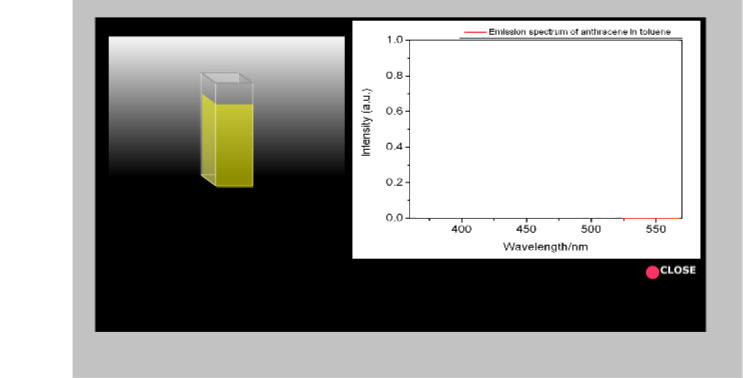 Emission spectrum of anthracene in toluene
1.0
0.8
0.6
0.4
0.2
0.0
Intensity (a.u.)
400 450 500 550
Wavelength/nm
CLOSE